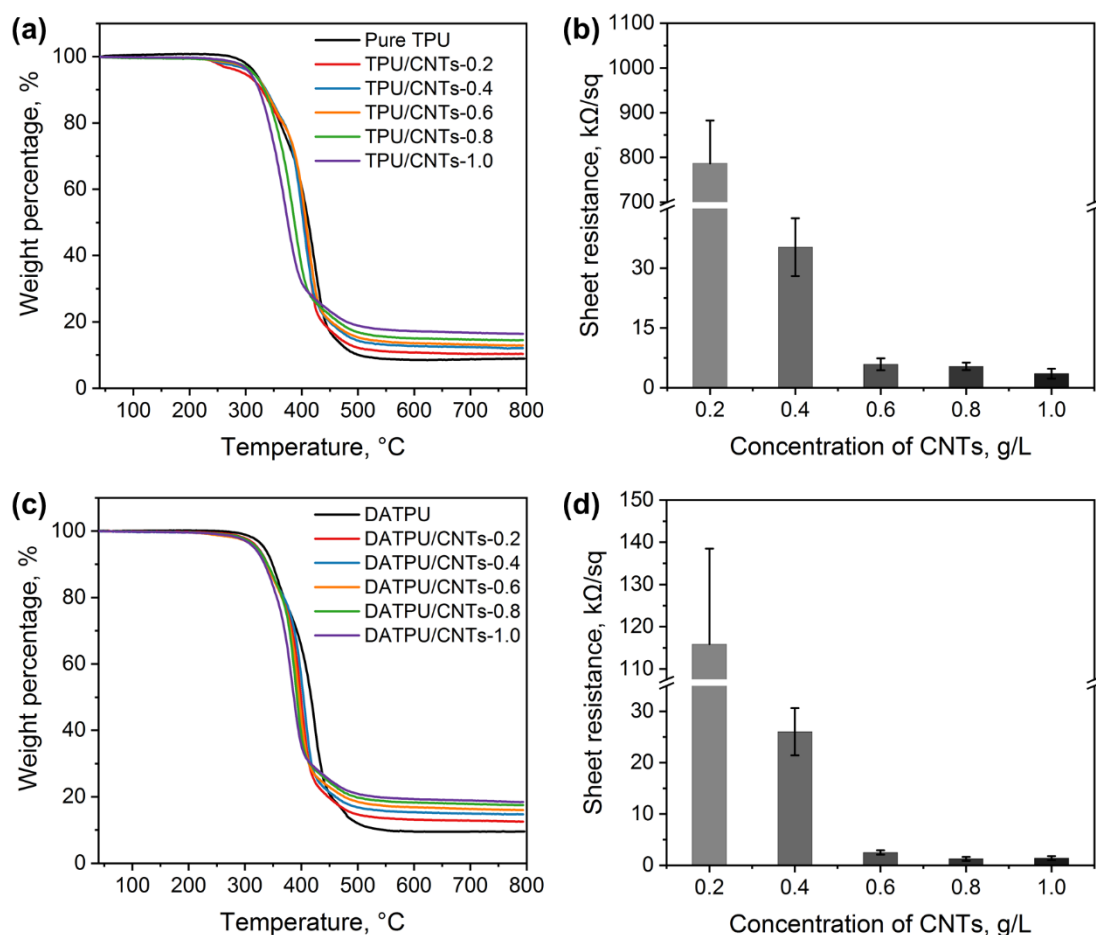 (a)
Weight percentage, %
100
80
60
40
20
0
Pure TPU
TPU/CNTs-0.2
TPU/CNTs-0.4
TPU/CNTs-0.6
TPU/CNTs-0.8
TPU/CNTs-1.0
100 200 300 400 500 600 700 800
Temperature, °C
(b)
Sheet resistance, kΩ/sq
1100
1000
900
800
700
30
15
0
0.2 0.4 0.6 0.8 1.0
Concentration of CNTs, g/L
(c)
Weight percentage, %
100
80
60
40
20
0
DATPU
DATPU/CNTs-0.2
DATPU/CNTs-0.4
DATPU/CNTs-0.6
DATPU/CNTs-0.8
DATPU/CNTs-1.0
100 200 300 400 500 600 700 800
Temperature, °C
(d)
Sheet resistance, kΩ/sq
150
140
130
120
110
30
20
10
0
0.2 0.4 0.6 0.8 1.0
Concentration of CNTs, g/L